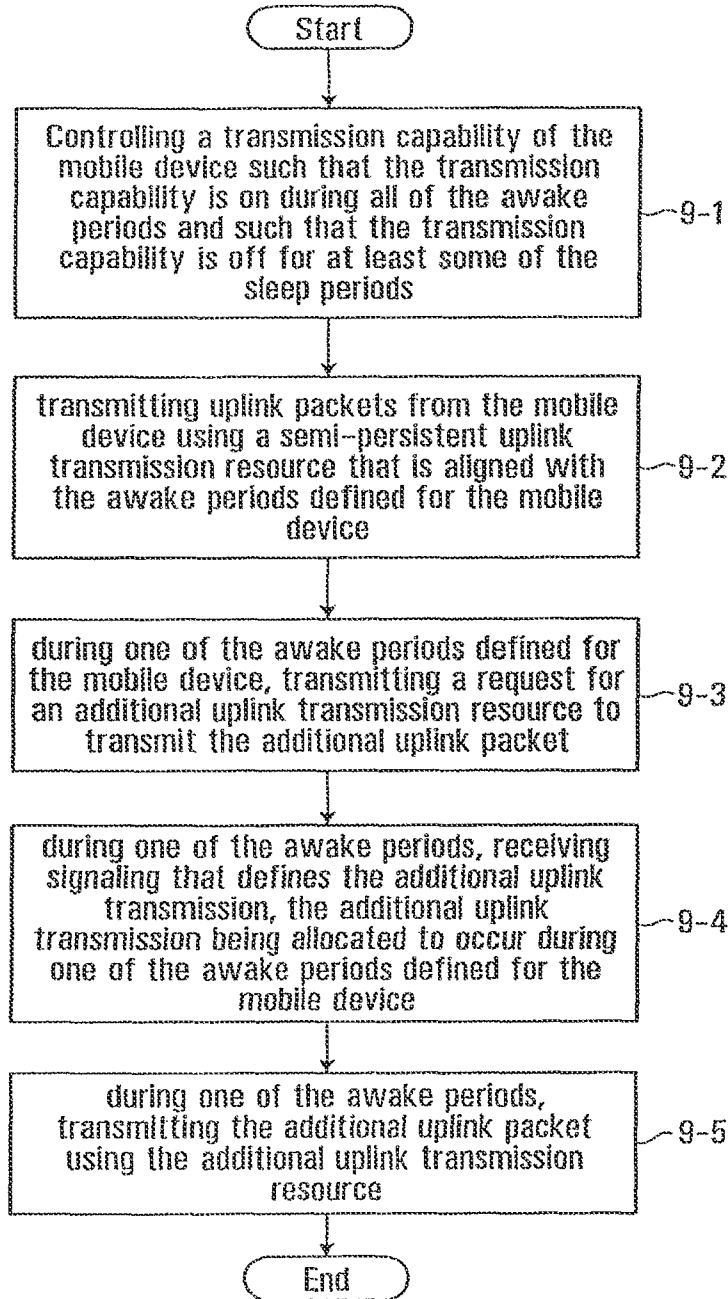 Start
Controlling a transmission capability of the
mobile device such that the transmission
capability is on during all of the awake
periods and such that the transmission
capability is off for at least some of the
sleep periods
9-1
transmitting uplink packets from the mobile
device using a semi-persistent uplink
transmission resource that is aligned with
the awake periods defined for the mobile
device
9-2
during one of the awake periods defined for
the mobile device, transmitting a request for
an additional uplink transmission resource to
transmit the additional uplink packet
9-3
during one of the awake periods, receiving
signaling that defines the additional uplink
transmission, the additional uplink
transmission being allocated to occur during
one of the awake periods defined for the
mobile device
9-4
during one of the awake periods,
transmitting the additional uplink packet
using the additional uplink transmission
resource
9-5
End